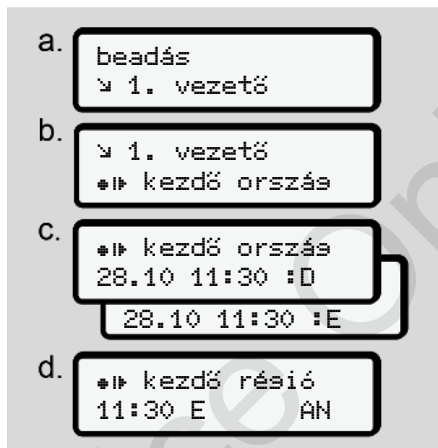 a.
beadás
↘ 1. vezető
b.
↘ 1. vezető
●I▶ kezdő ország
c.
●I▶ kezdő ország
28.10 11:30 :D
28.10 11:30 :E
d.
●I▶ kezdő régió
11:30 E AN